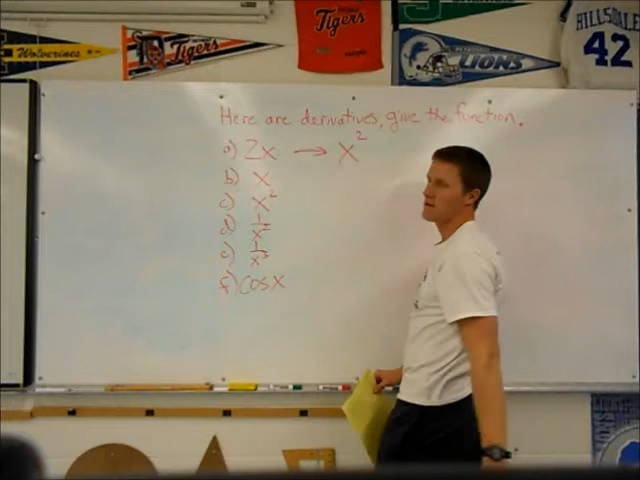 Wolverines
Tigers
Tigers
LIONS
HILLSDALE
42
Here are derivatives, give the function.
a) 2x → x²
b) x
c) x²
d) 1/x²
e) 1/x³
f) cos x